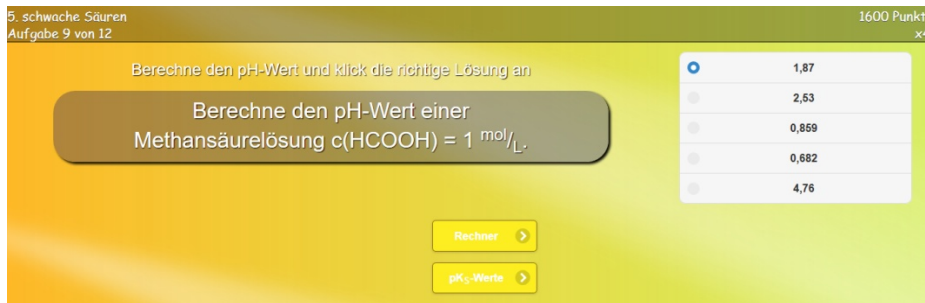 5. schwache Säuren
Aufgabe 9 von 12
1600 Punkt
x4
Berechne den pH-Wert und klick die richtige Lösung an
Berechne den pH-Wert einer
Methansäurelösung c(HCOOH) = 1 mol/L.
1,87
2,53
0,859
0,682
4,76
Rechner
pKS-Werte